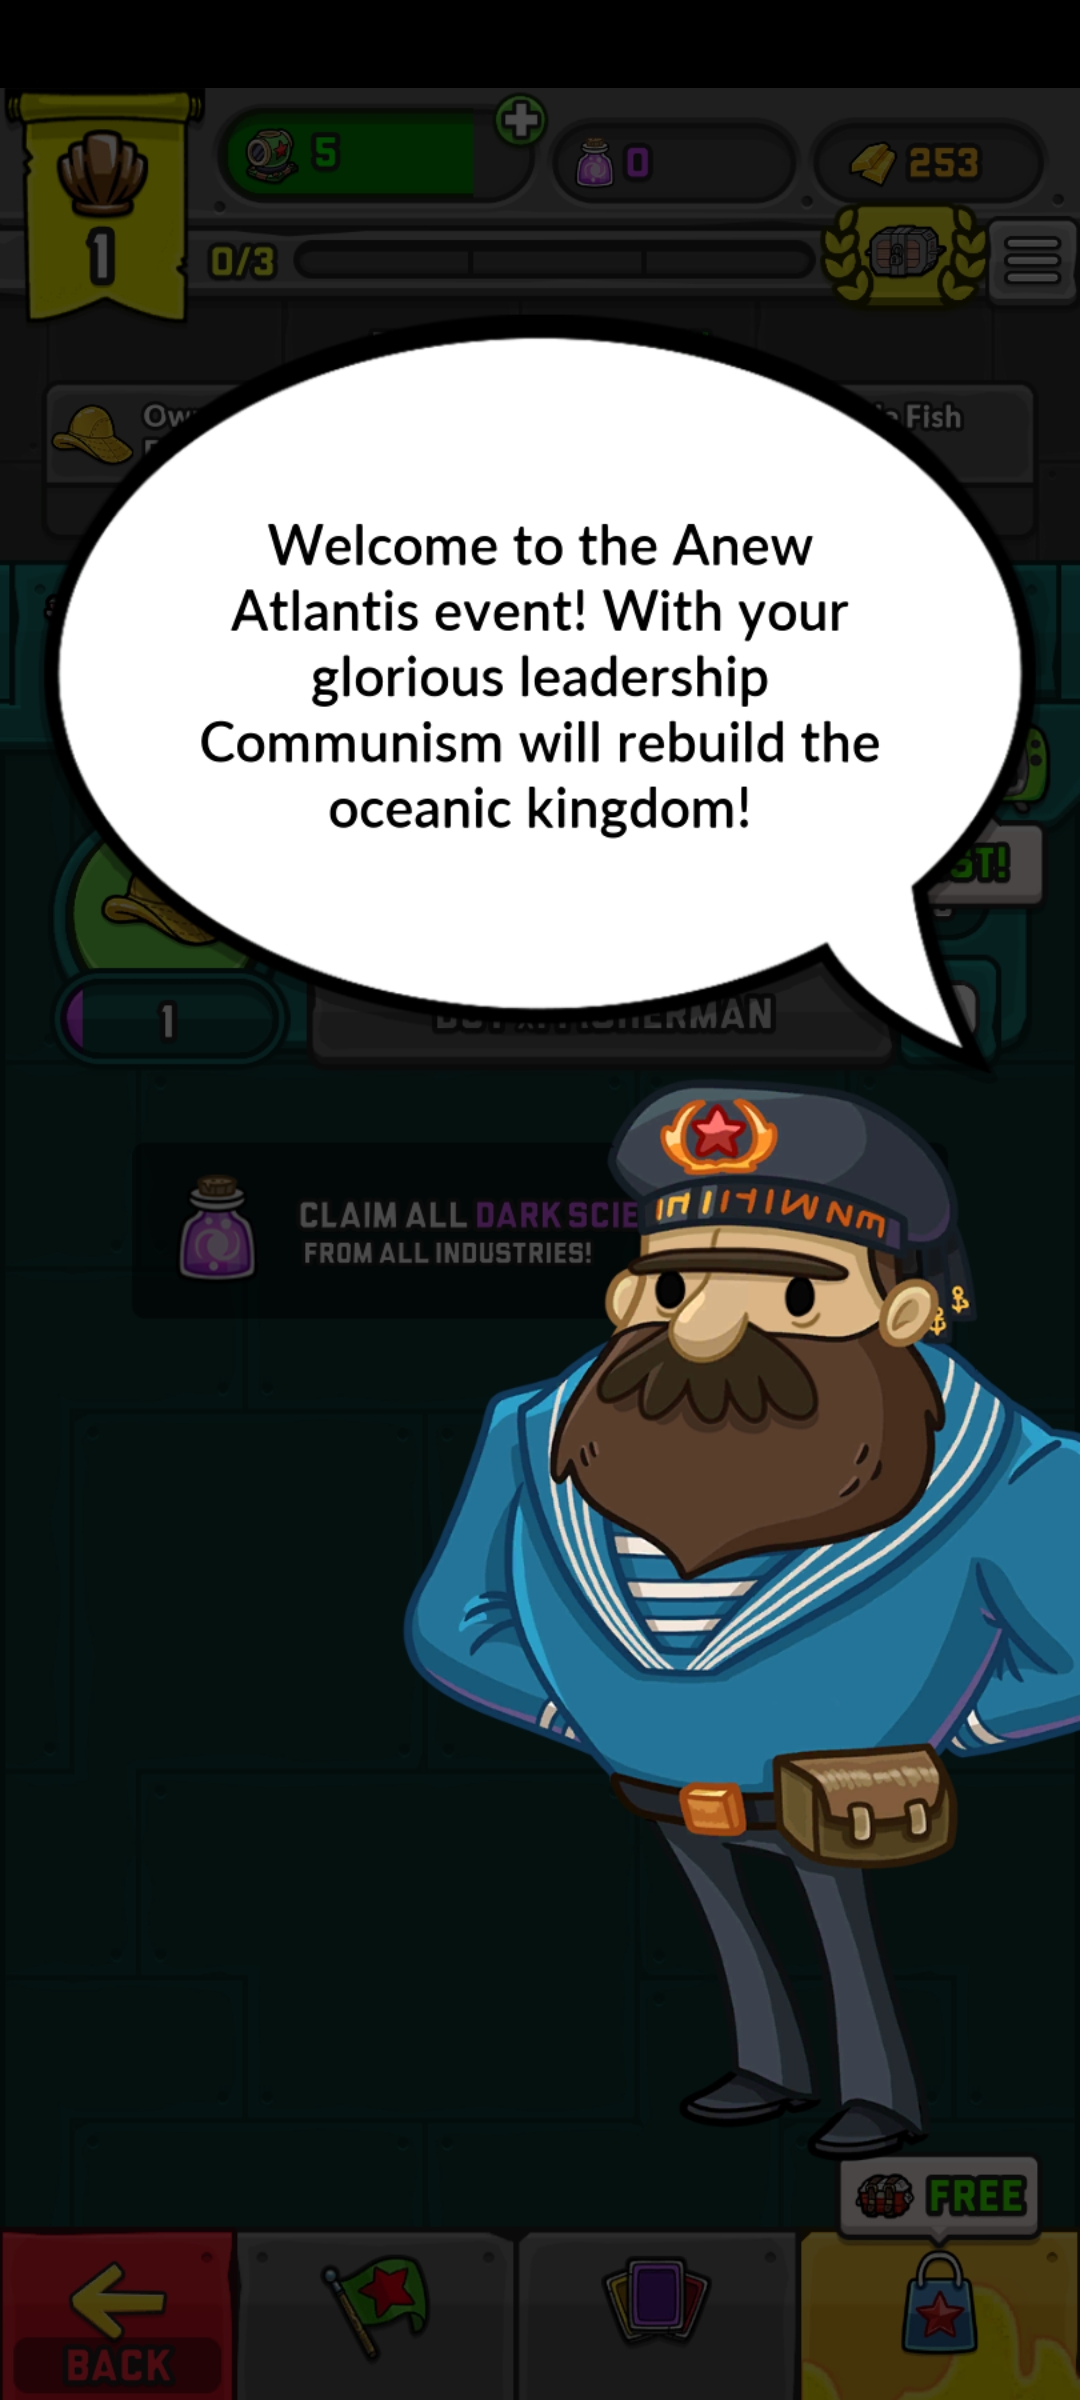 5
0
253
1
0/3
Fish
Welcome to the Anew
Atlantis event! With your
glorious leadership
Communism will rebuild the
oceanic kingdom!
1
CLAIM ALL DARK SCIE
FROM ALL INDUSTRIES!
FREE
BACK